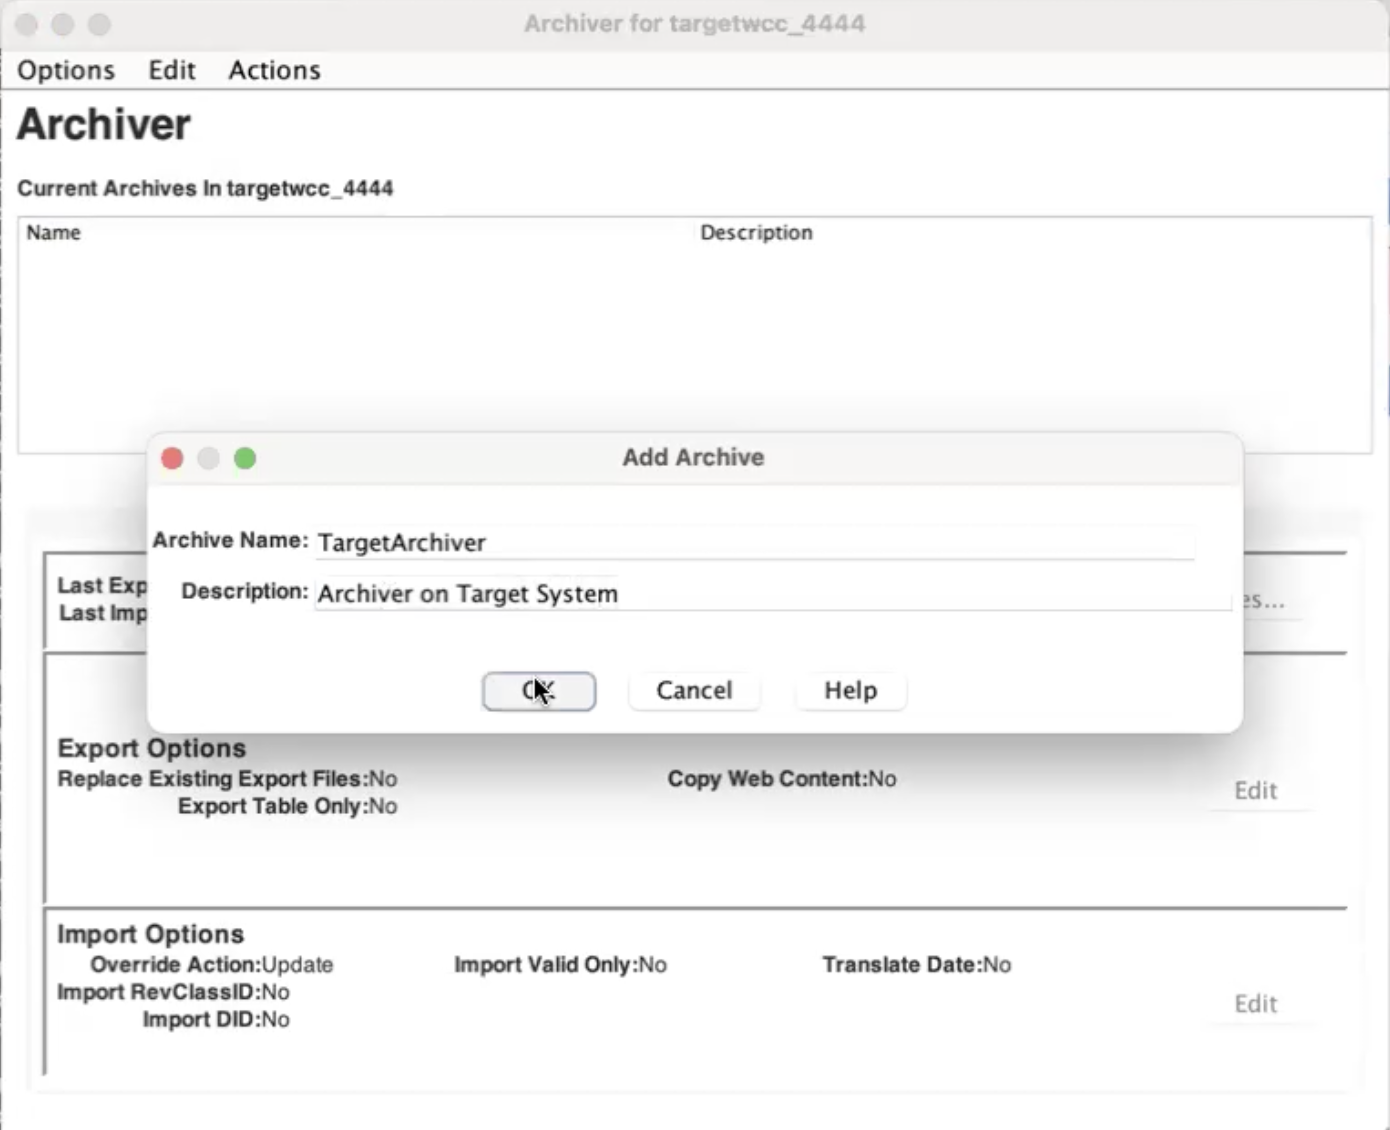 Archiver for targetwcc_4444
Options Edit Actions
Archiver
Current Archives In targetwcc_4444
Name Description
Add Archive
Archive Name: TargetArchiver
Description: Archiver on Target System
Last Exp
Last Imp
es...
OK Cancel Help
Export Options
Replace Existing Export Files:No Copy Web Content:No
Export Table Only:No
Edit
Import Options
Override Action:Update Import Valid Only:No Translate Date:No
Import RevClassID:No
Edit
Import DID:No